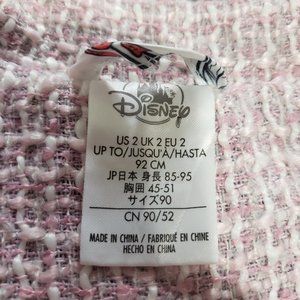 Disney
US 2 UK 2 EU 2
UP TO/JUSQU'À/HASTA
92 CM
JP日本 身長 85-95
胸囲 45-51
サイズ90
CN 90/52
MADE IN CHINA / FABRIQUÉ EN CHINE
HECHO EN CHINA